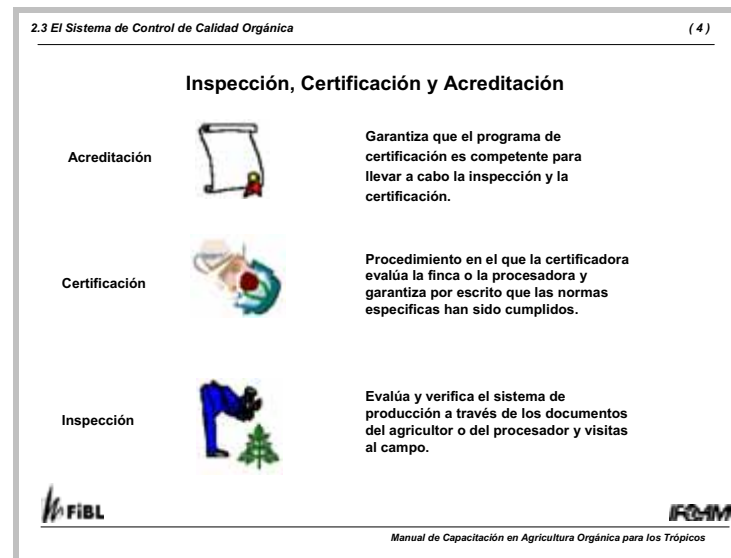 2.3 El Sistema de Control de Calidad Orgánica ( 4 )
Inspección, Certificación y Acreditación
Acreditación
Garantiza que el programa de
certificación es competente para
llevar a cabo la inspección y la
certificación.
Certificación
Procedimiento en el que la certificadora
evalúa la finca o la procesadora y
garantiza por escrito que las normas
especificas han sido cumplidos.
Inspección
Evalúa y verifica el sistema de
producción a través de los documentos
del agricultor o del procesador y visitas
al campo.
FiBL IFOAM
Manual de Capacitación en Agricultura Orgánica para los Trópicos